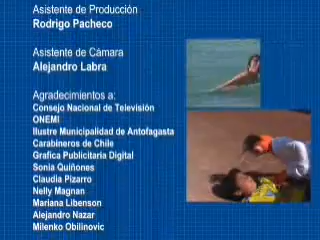 Asistente de Producción
Rodrigo Pacheco
Asistente de Cámara
Alejandro Labra
Agradecimientos a:
Consejo Nacional de Televisión
ONEMI
Ilustre Municipalidad de Antofagasta
Carabineros de Chile
Grafica Publicitaria Digital
Sonia Quiñones
Claudia Pizarro
Nelly Magnan
Mariana Libenson
Alejandro Nazar
Milenko Obilinovic